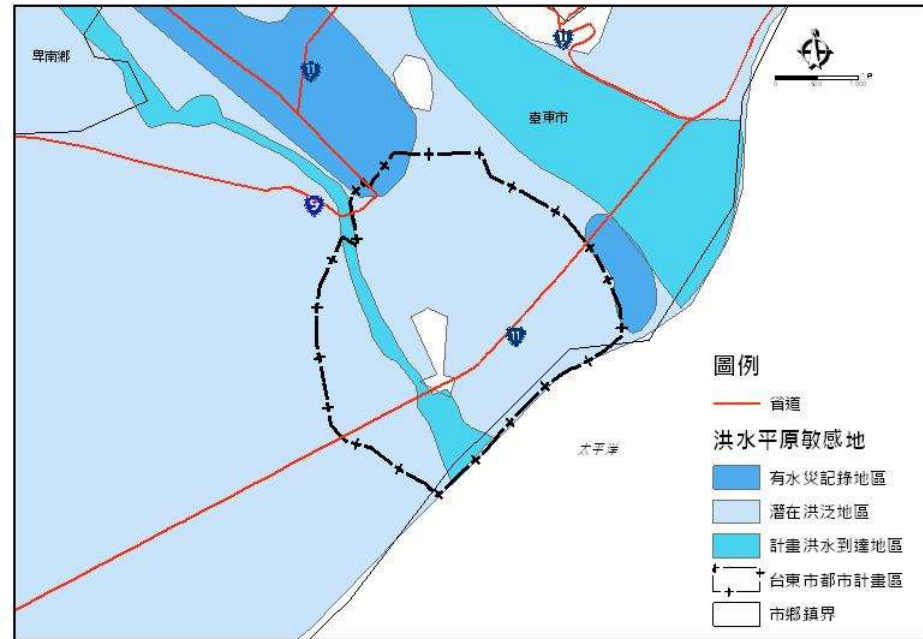 卑南鄉
11
11
臺東市
9
11
太平洋
圖例
省道
洪水平原敏感地
有水災記錄地區
潛在洪泛地區
計畫洪水到達地區
台東市都市計畫區
市鄉鎮界